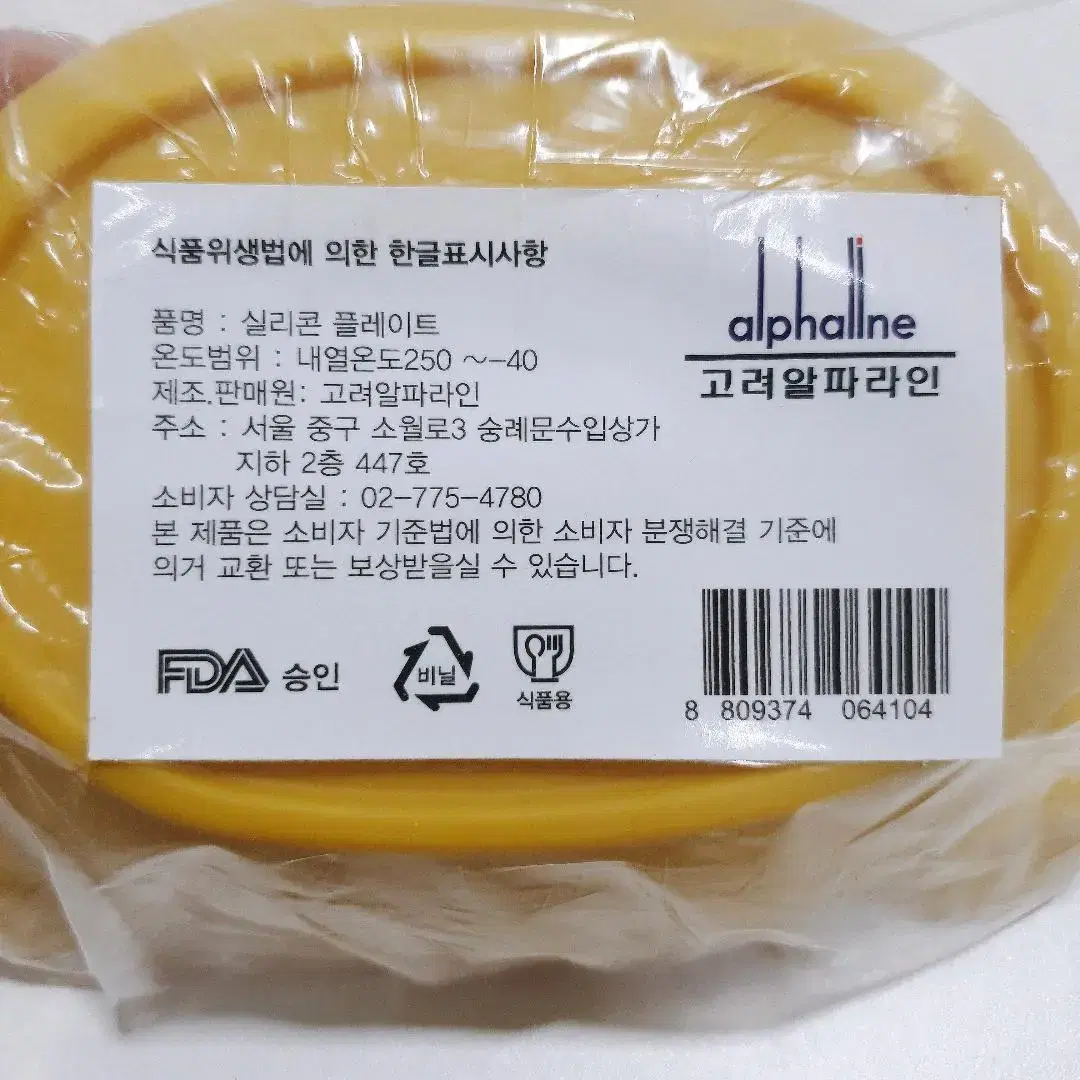 식품위생법에 의한 한글표시사항
alphaline
고려알파라인
품명 : 실리콘 플레이트
온도범위 : 내열온도250 ~-40
제조.판매원: 고려알파라인
주소 : 서울 중구 소월로3 숭례문수입상가
지하 2층 447호
소비자 상담실 : 02-775-4780
본 제품은 소비자 기준법에 의한 소비자 분쟁해결 기준에
의거 교환 또는 보상받을실 수 있습니다.
FDA 승인
비닐
식품용
8 809374 064104